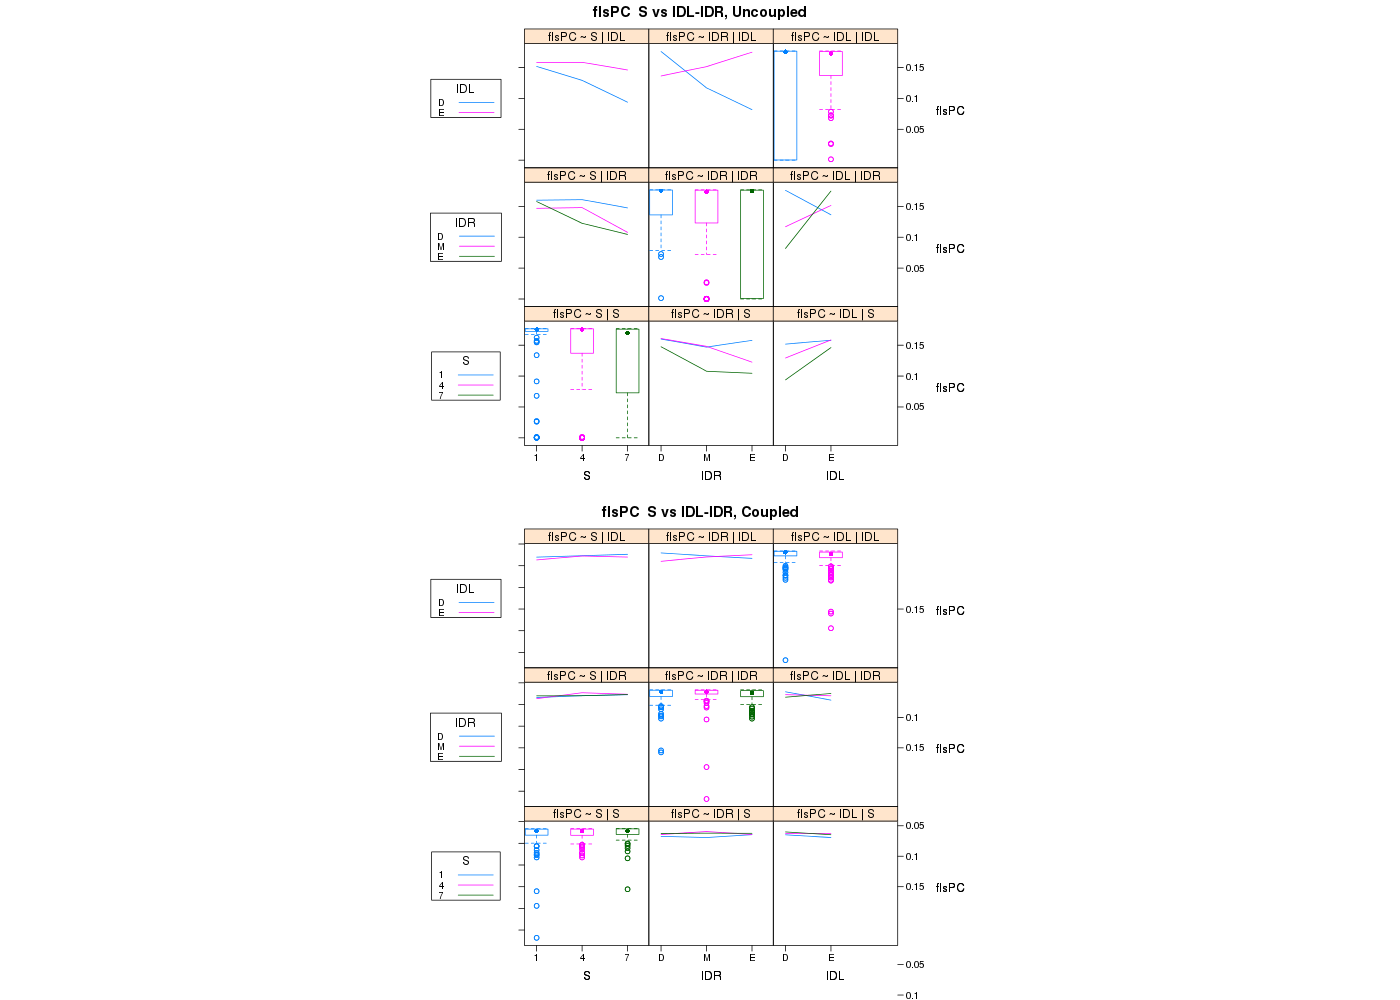 flsPC  S vs IDL-IDR, Uncoupled
flsPC ~ S | IDL
flsPC ~ IDR | IDL
flsPC ~ IDL | IDL
IDL
D
E
0.15
0.1
0.05
flsPC
flsPC ~ S | IDR
flsPC ~ IDR | IDR
flsPC ~ IDL | IDR
IDR
D
M
E
0.15
0.1
0.05
flsPC
flsPC ~ S | S
flsPC ~ IDR | S
flsPC ~ IDL | S
S
1
4
7
0.15
0.1
0.05
flsPC
1 4 7 D M E D E
S IDR IDL
flsPC  S vs IDL-IDR, Coupled
flsPC ~ S | IDL
flsPC ~ IDR | IDL
flsPC ~ IDL | IDL
IDL
D
E
0.15
flsPC
flsPC ~ S | IDR
flsPC ~ IDR | IDR
flsPC ~ IDL | IDR
IDR
D
M
E
0.1
0.15
flsPC
flsPC ~ S | S
flsPC ~ IDR | S
flsPC ~ IDL | S
S
1
4
7
0.05
0.1
0.15
flsPC
1 4 7 D M E D E
0.05
S IDR IDL
0.1